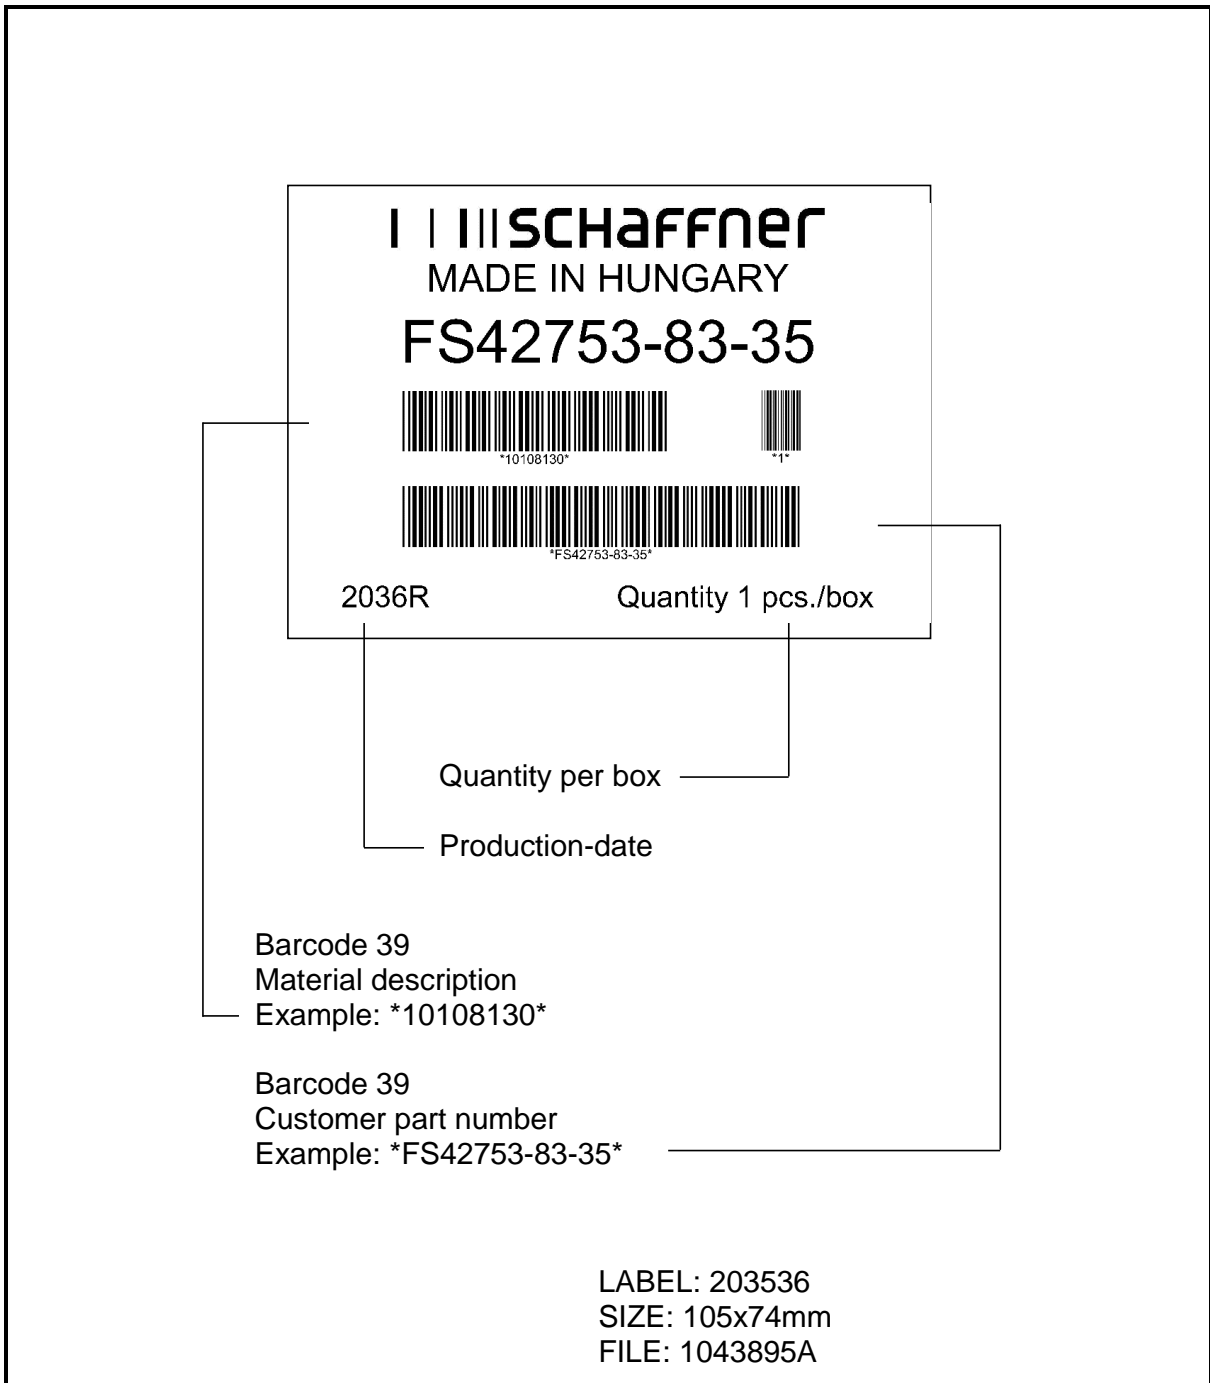 SCHaFFNer
MADE IN HUNGARY
FS42753-83-35
*10108130* *1*
*FS42753-83-35*
2036R Quantity 1 pcs./box
Quantity per box
Production-date
Barcode 39
Material description
Example: *10108130*
Barcode 39
Customer part number
Example: *FS42753-83-35*
LABEL: 203536
SIZE: 105x74mm
FILE: 1043895A